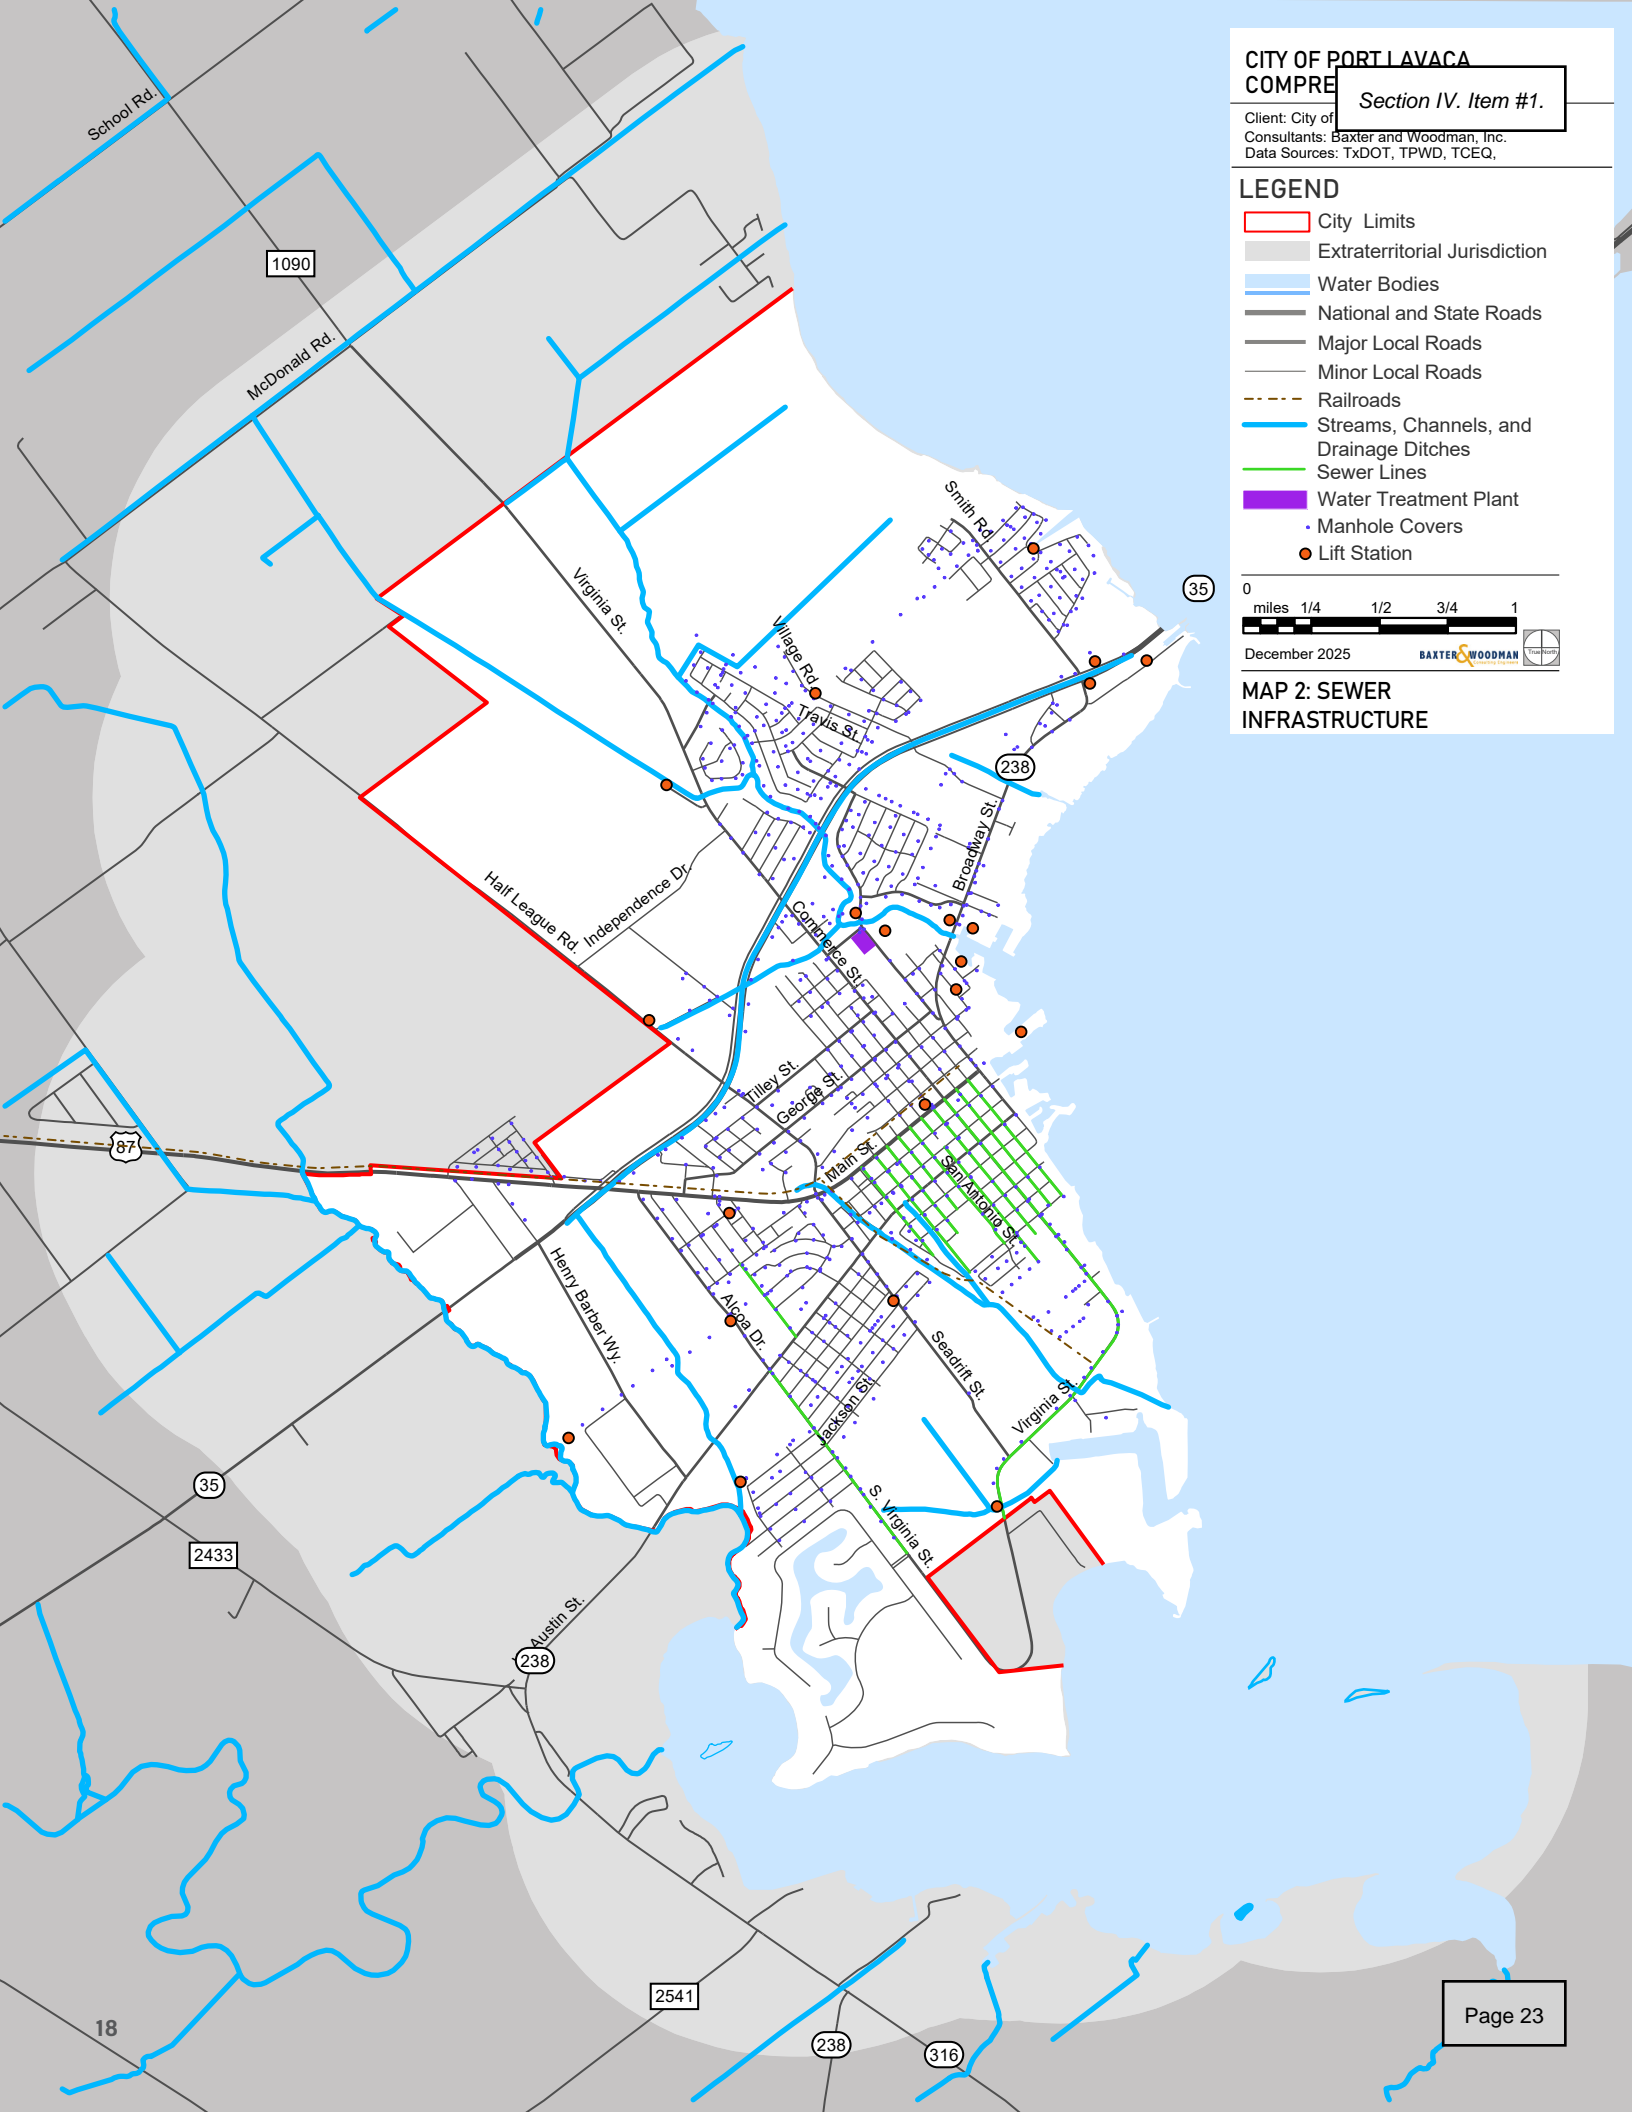 CITY OF PORT LAVACA
COMPRE
Section IV. Item #1.
Client: City of
Consultants: Baxter and Woodman, Inc.
Data Sources: TxDOT, TPWD, TCEQ,
LEGEND
City Limits
Extraterritorial Jurisdiction
Water Bodies
National and State Roads
Major Local Roads
Minor Local Roads
Railroads
Streams, Channels, and
Drainage Ditches
Sewer Lines
Water Treatment Plant
Manhole Covers
Lift Station
0
miles 1/4 1/2 3/4 1
December 2025
BAXTER & WOODMAN
Consulting Engineers
True North
MAP 2: SEWER
INFRASTRUCTURE
School Rd.
1090
McDonald Rd.
Smith Rd.
35
Virginia St.
Village Rd.
Travis St.
238
Broadway St.
Half League Rd.
Independence Dr.
Commerce St.
Tilley St.
George St.
87
Main St.
San Antonio St.
Henry Barber Wy.
Alcoa Dr.
Seadrift St.
Jackson St.
Virginia St.
35
S. Virginia St.
2433
Austin St.
238
2541
238
316
18
Page 23